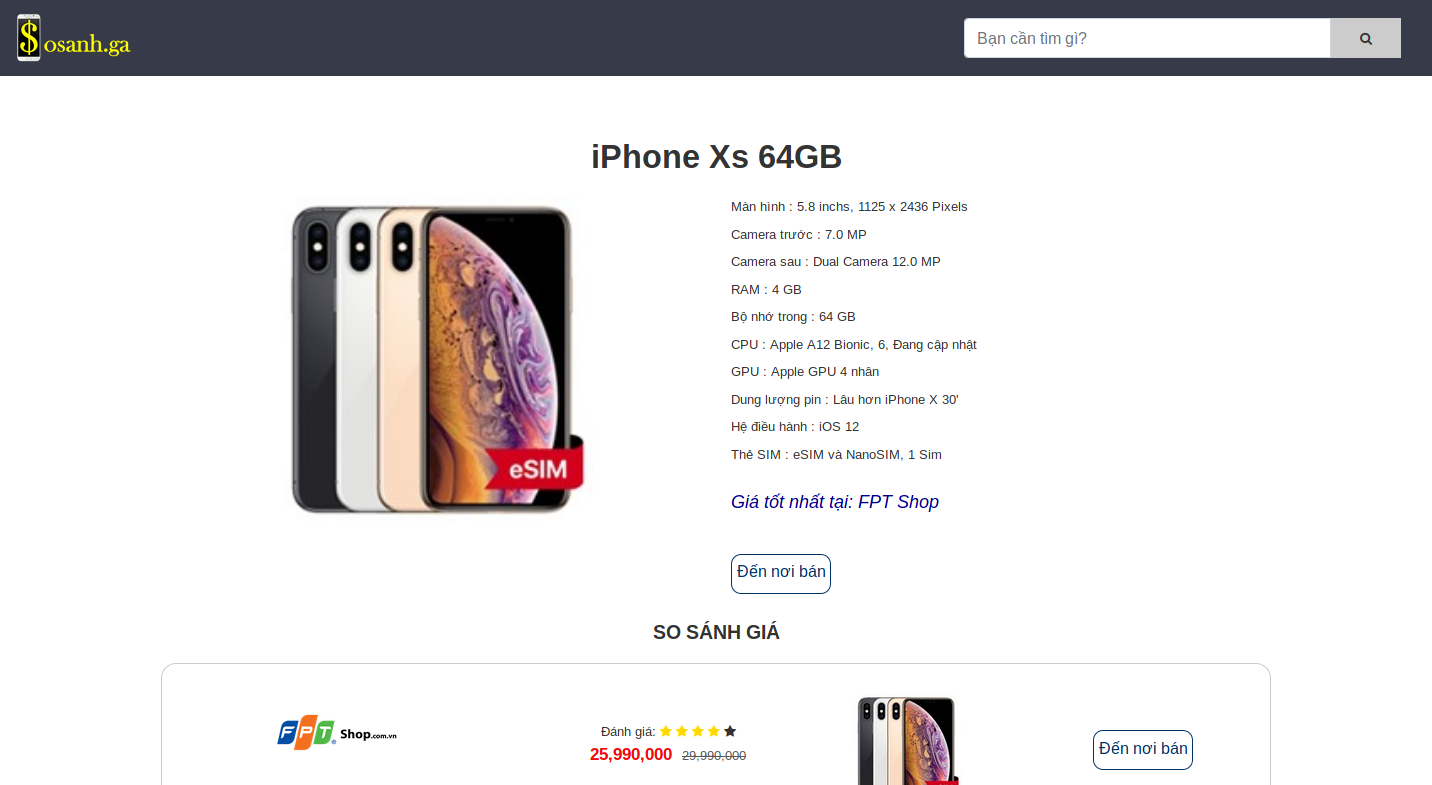 $osanh.ga
Bạn cần tìm gì?
iPhone Xs 64GB
Màn hình : 5.8 inchs, 1125 x 2436 Pixels
Camera trước : 7.0 MP
Camera sau : Dual Camera 12.0 MP
RAM : 4 GB
Bộ nhớ trong : 64 GB
CPU : Apple A12 Bionic, 6, Đang cập nhật
GPU : Apple GPU 4 nhân
Dung lượng pin : Lâu hơn iPhone X 30'
Hệ điều hành : iOS 12
Thẻ SIM : eSIM và NanoSIM, 1 Sim
eSIM
Giá tốt nhất tại: FPT Shop
Đến nơi bán
SO SÁNH GIÁ
FPT Shop.com.vn
Đánh giá:
25,990,000 29,990,000
Đến nơi bán